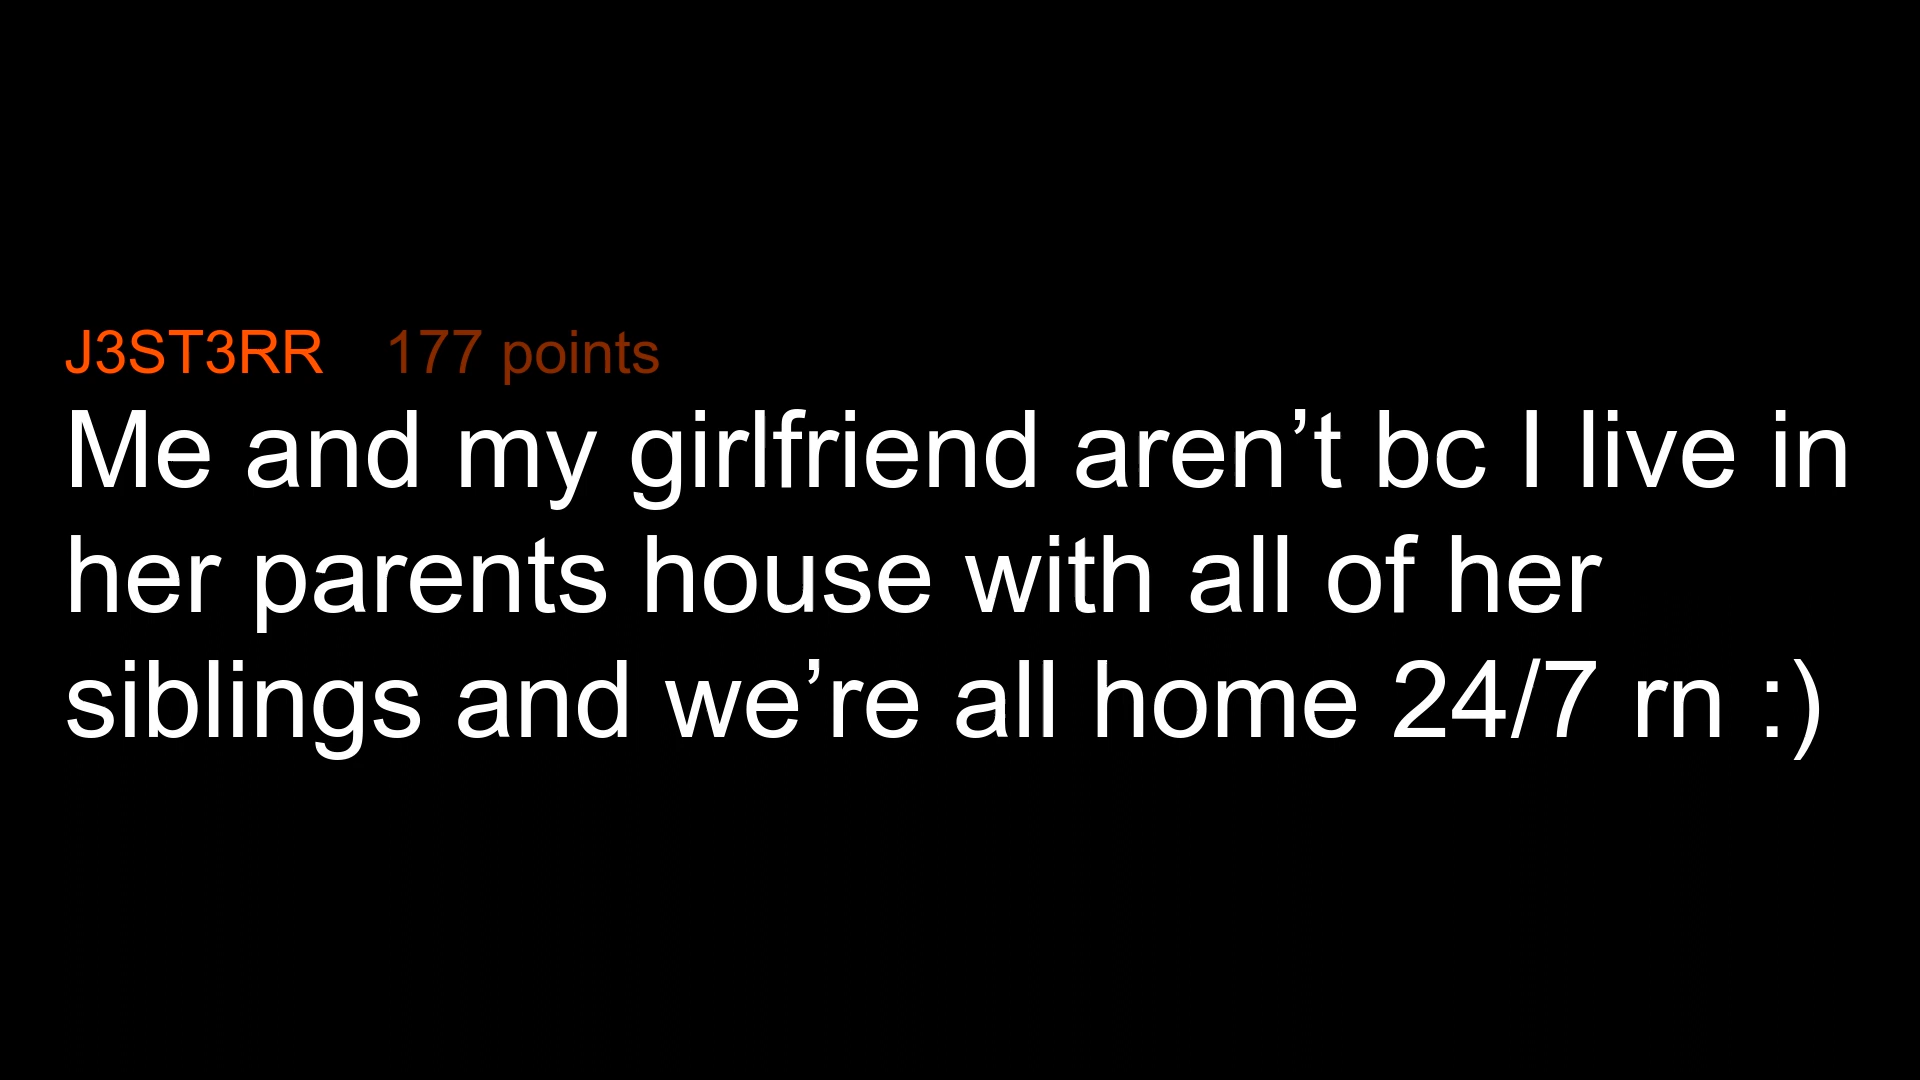 J3ST3RR 177 points
Me and my girlfriend aren’t bc I live in
her parents house with all of her
siblings and we’re all home 24/7 rn :)